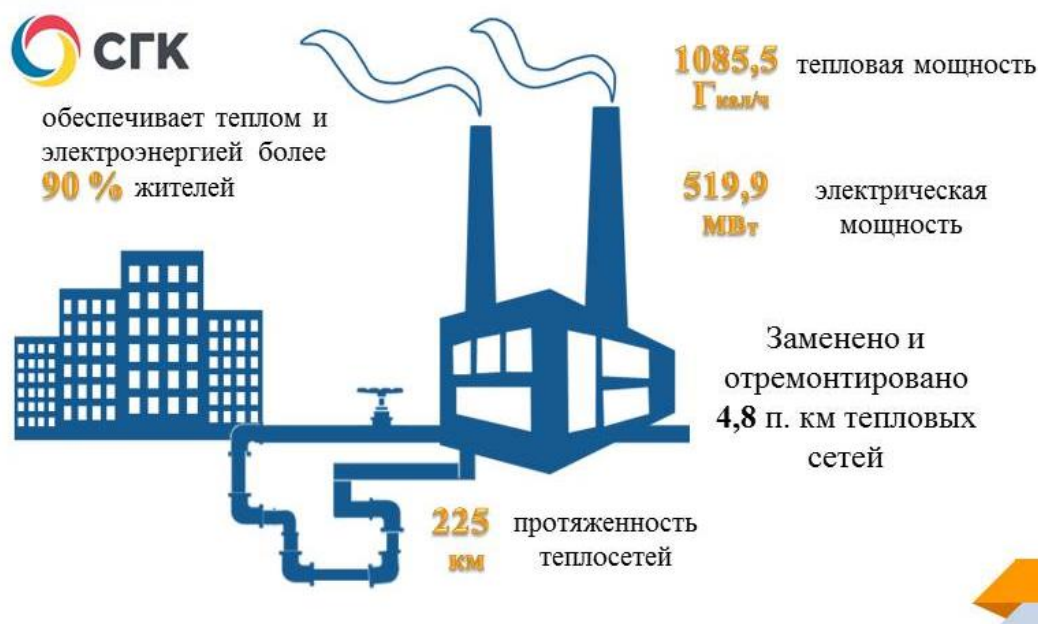 СГК
обеспечивает теплом и
электроэнергией более
90 % жителей
1085,5 тепловая мощность
Гкал/ч
519,9 электрическая
МВт мощность
Заменено и
отремонтировано
4,8 п. км тепловых
сетей
225 протяженность
км теплосетей